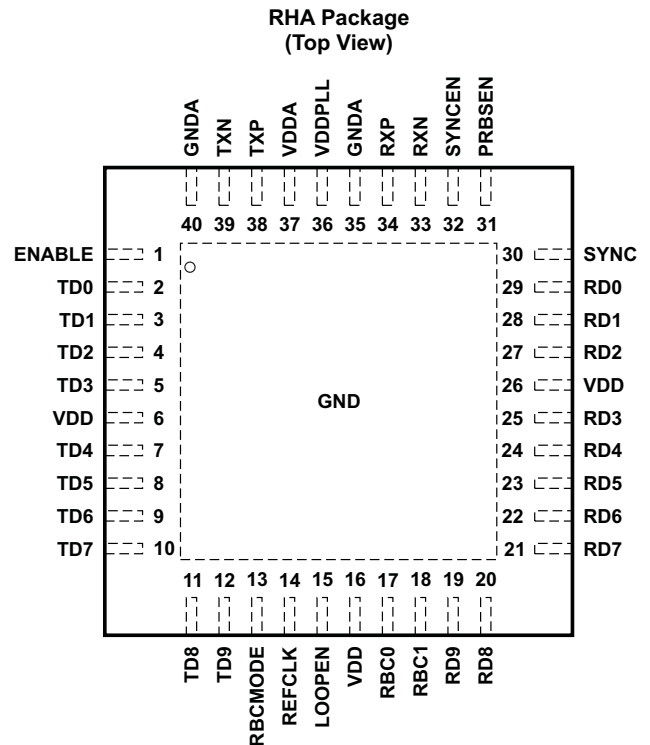 RHA Package
(Top View)
GNDA
TXN
TXP
VDDA
VDDPLL
GNDA
RXP
RXN
SYNCEN
PRBSEN
40 39 38 37 36 35 34 33 32 31
ENABLE 1
TD0 2
TD1 3
TD2 4
TD3 5
VDD 6
TD4 7
TD5 8
TD6 9
TD7 10
GND
30 SYNC
29 RD0
28 RD1
27 RD2
26 VDD
25 RD3
24 RD4
23 RD5
22 RD6
21 RD7
11 12 13 14 15 16 17 18 19 20
TD8
TD9
RBCMODE
REFCLK
LOOPEN
VDD
RBC0
RBC1
RD9
RD8